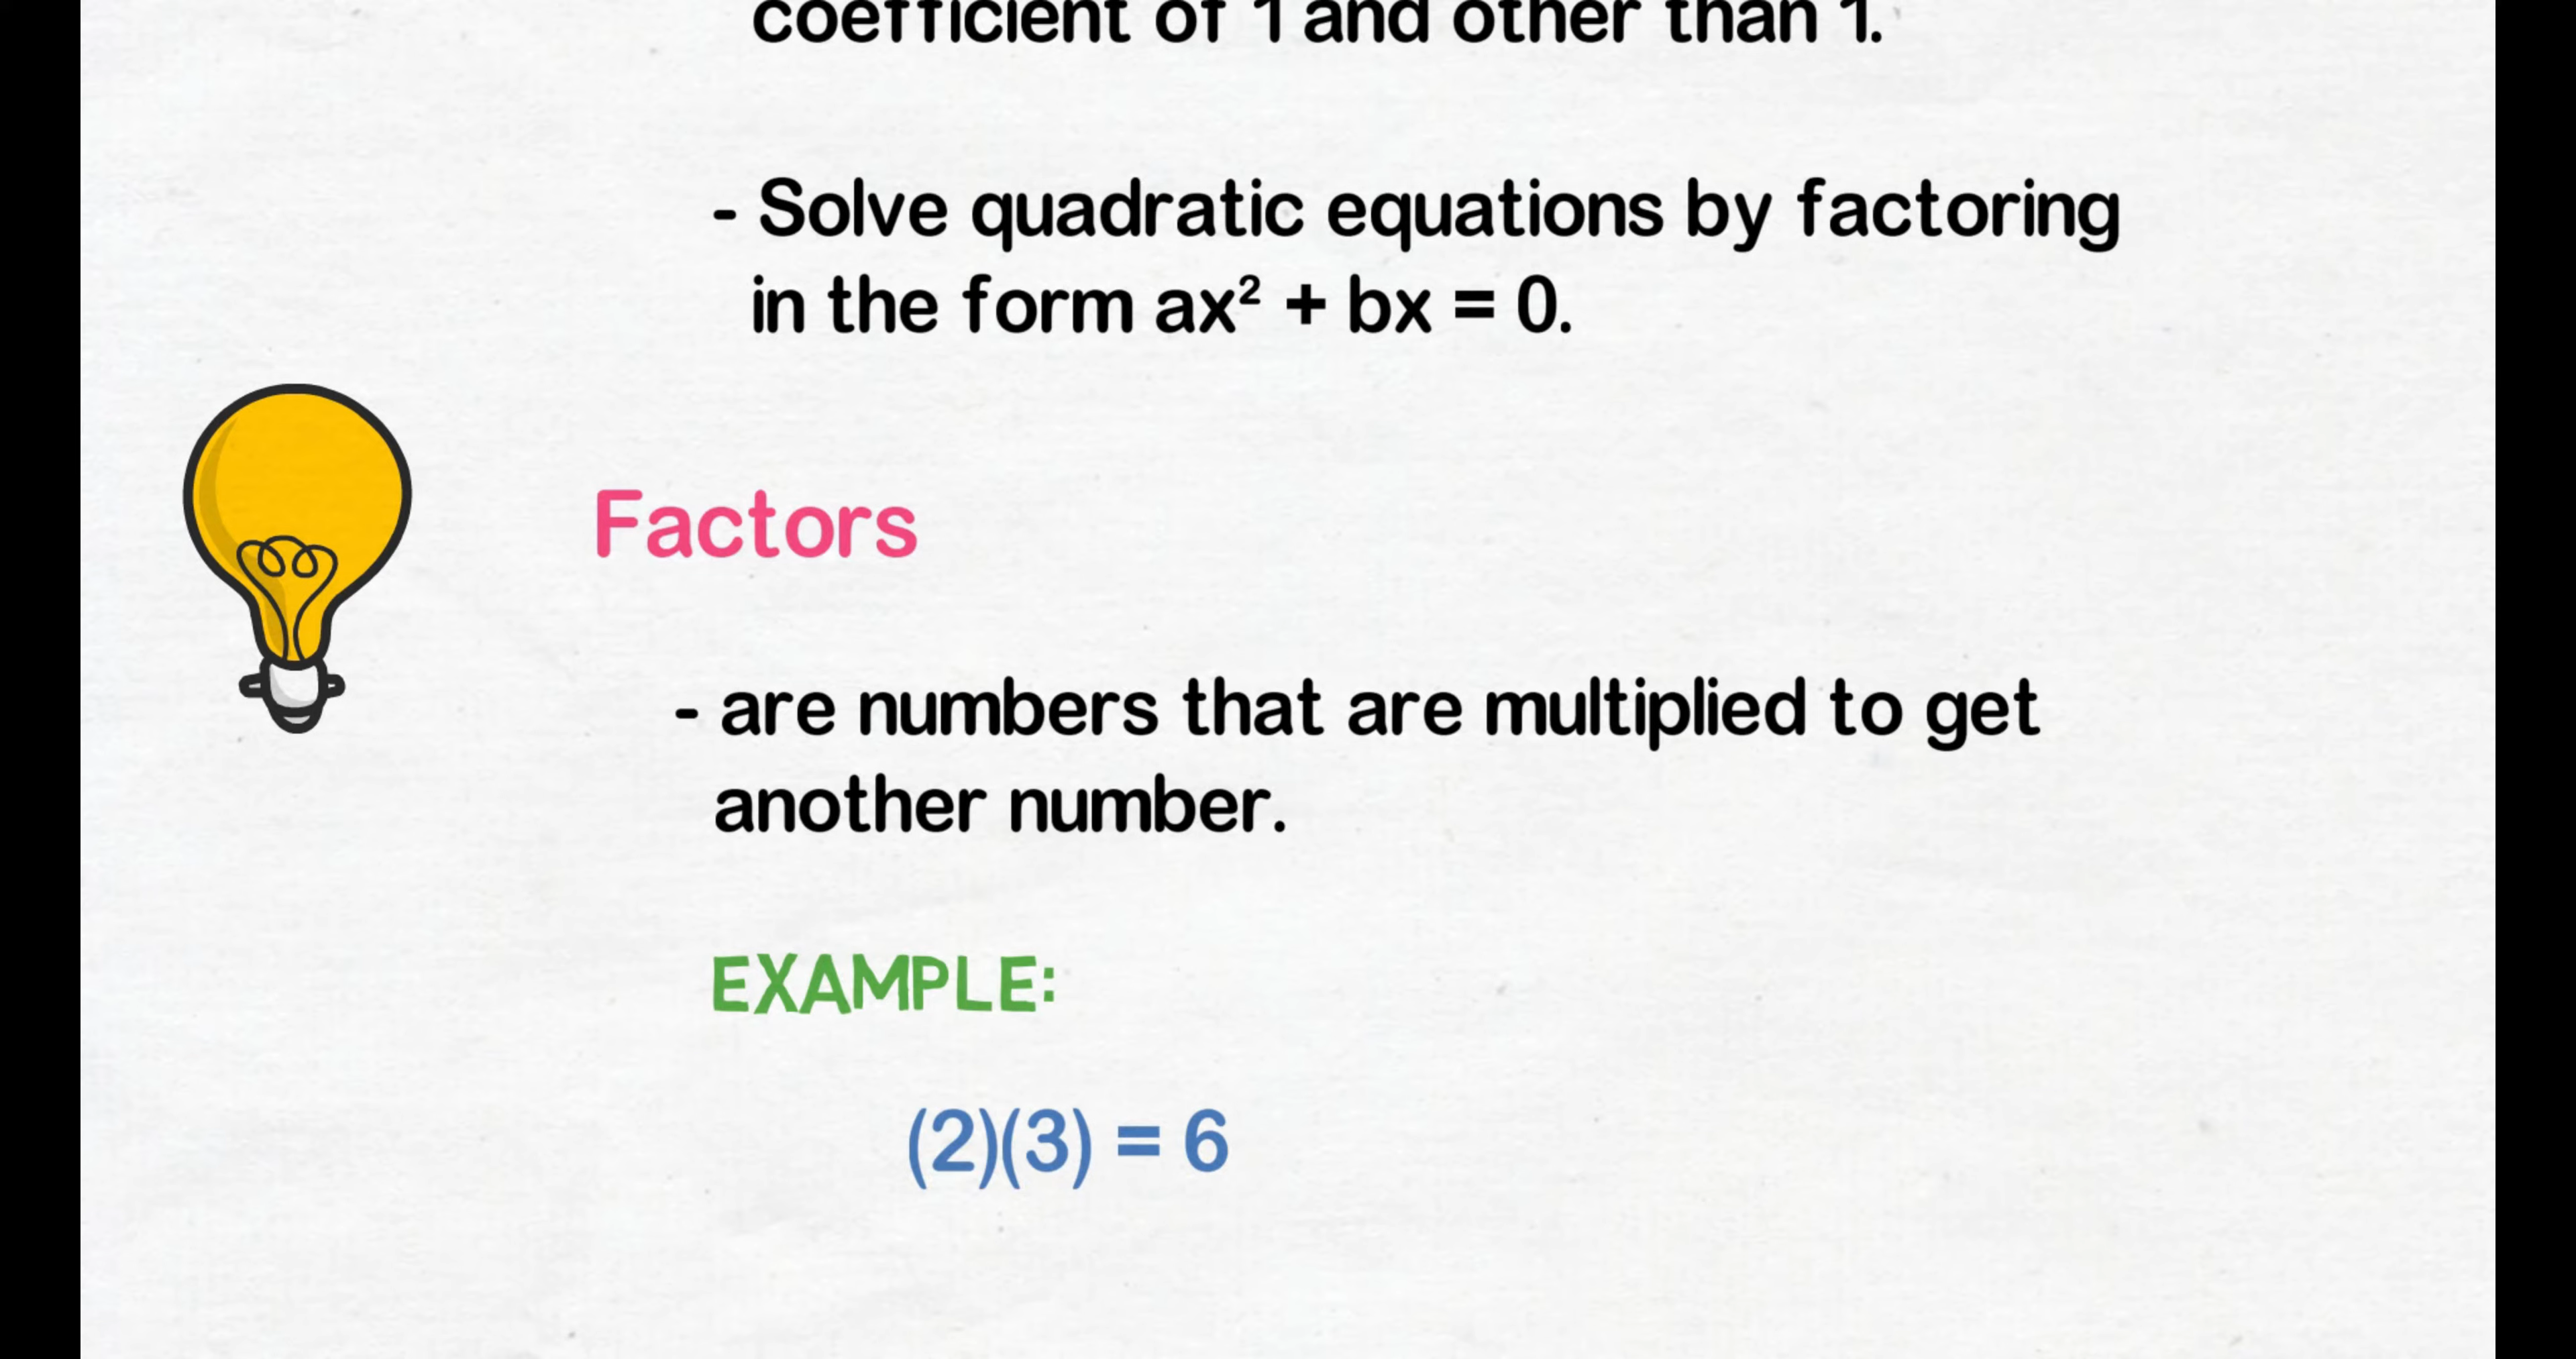 coefficient of 1 and other than 1.
- Solve quadratic equations by factoring
in the form ax² + bx = 0.
Factors
- are numbers that are multiplied to get
another number.
EXAMPLE:
(2)(3) = 6